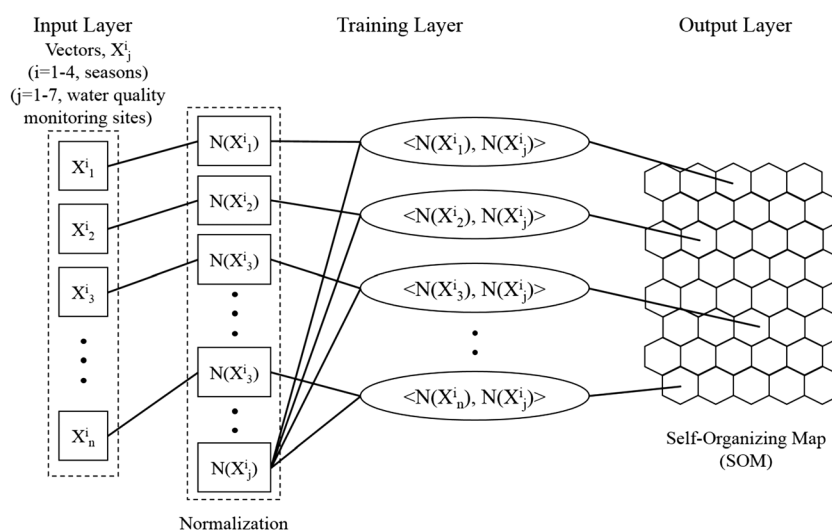 Input Layer
Vectors, Xⁱⱼ
(i=1-4, seasons)
(j=1-7, water quality
monitoring sites)
Xⁱ₁
Xⁱ₂
Xⁱ₃
Xⁱₙ
N(Xⁱ₁)
N(Xⁱ₂)
N(Xⁱ₃)
N(Xⁱ₃)
N(Xⁱⱼ)
Normalization
Training Layer
<N(Xⁱ₁), N(Xⁱⱼ)>
<N(Xⁱ₂), N(Xⁱⱼ)>
<N(Xⁱ₃), N(Xⁱⱼ)>
<N(Xⁱₙ), N(Xⁱⱼ)>
Output Layer
Self-Organizing Map
(SOM)